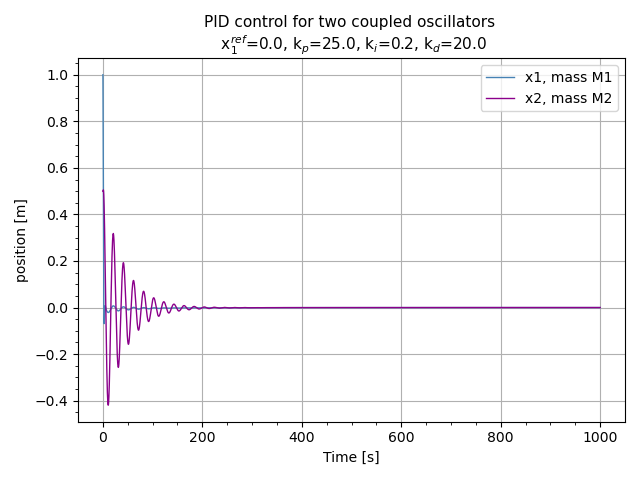 PID control for two coupled oscillators
x₁ʳᵉᶠ=0.0, kₚ=25.0, kᵢ=0.2, k_d=20.0
x1, mass M1
x2, mass M2
position [m]
1.0
0.8
0.6
0.4
0.2
0.0
−0.2
−0.4
0 200 400 600 800 1000
Time [s]